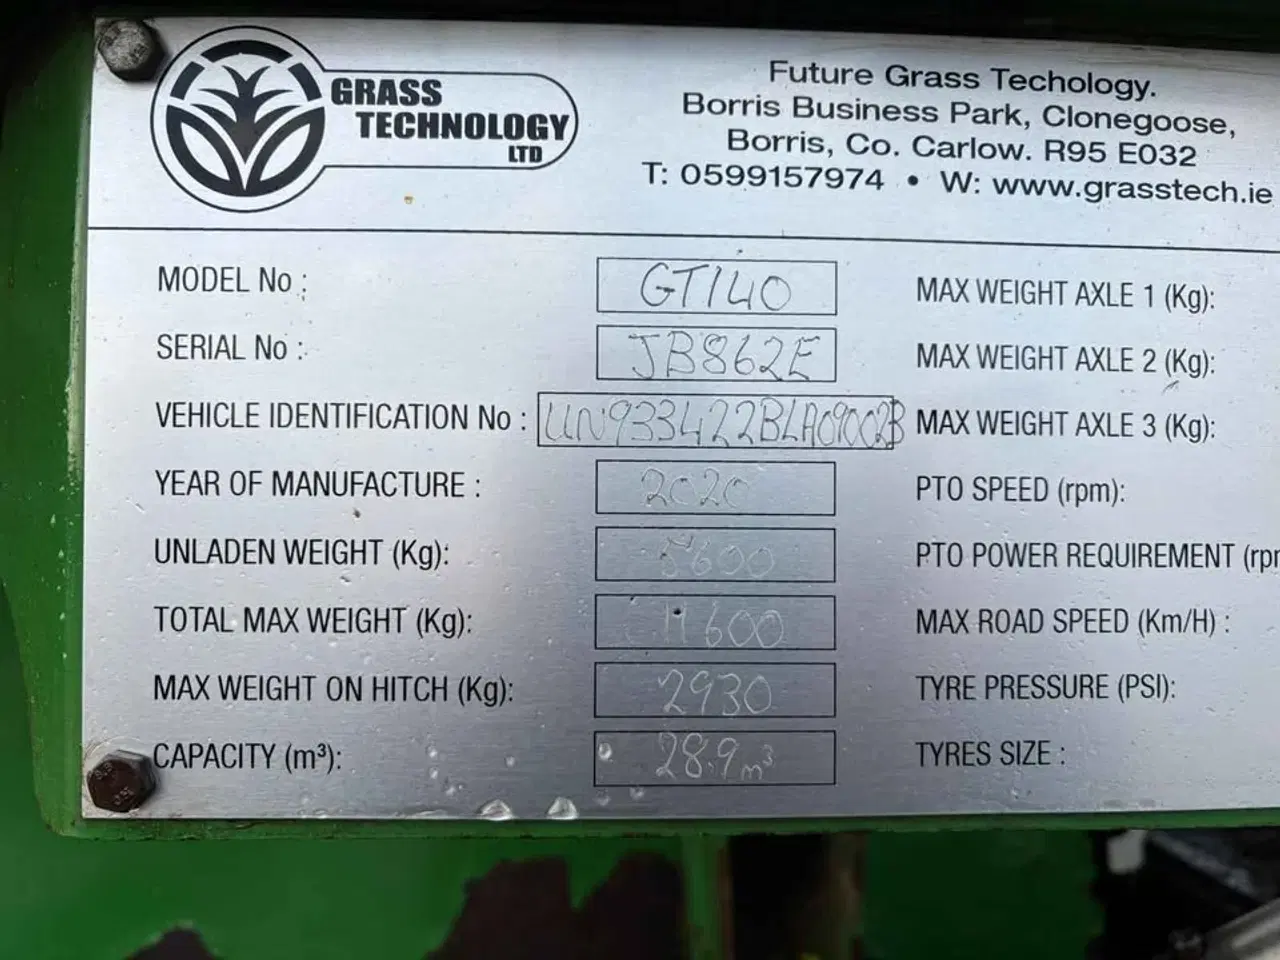 GRASS
TECHNOLOGY
LTD
Future Grass Techology.
Borris Business Park, Clonegoose,
Borris, Co. Carlow. R95 E032
T: 0599157974 • W: www.grasstech.ie
MODEL No : GT140
SERIAL No : JB862E
VEHICLE IDENTIFICATION No :
YEAR OF MANUFACTURE : 2020
UNLADEN WEIGHT (Kg): 5600
TOTAL MAX WEIGHT (Kg): 11600
MAX WEIGHT ON HITCH (Kg): 2930
CAPACITY (m³): 28.9m³
MAX WEIGHT AXLE 1 (Kg):
MAX WEIGHT AXLE 2 (Kg):
MAX WEIGHT AXLE 3 (Kg):
PTO SPEED (rpm):
PTO POWER REQUIREMENT
MAX ROAD SPEED (Km/H) :
TYRE PRESSURE (PSI):
TYRES SIZE :